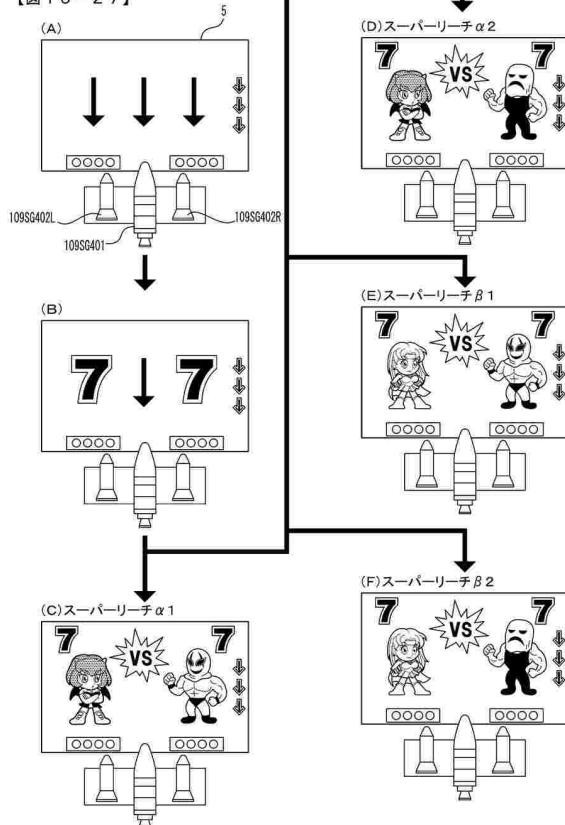 【図10-27】
(A)
5
109SG402L
109SG402R
109SG401
(B)
7
7
(C)スーパーリーチα1
7
VS
7
(D)スーパーリーチα2
7
VS
7
(E)スーパーリーチβ1
7
VS
7
(F)スーパーリーチβ2
7
VS
7